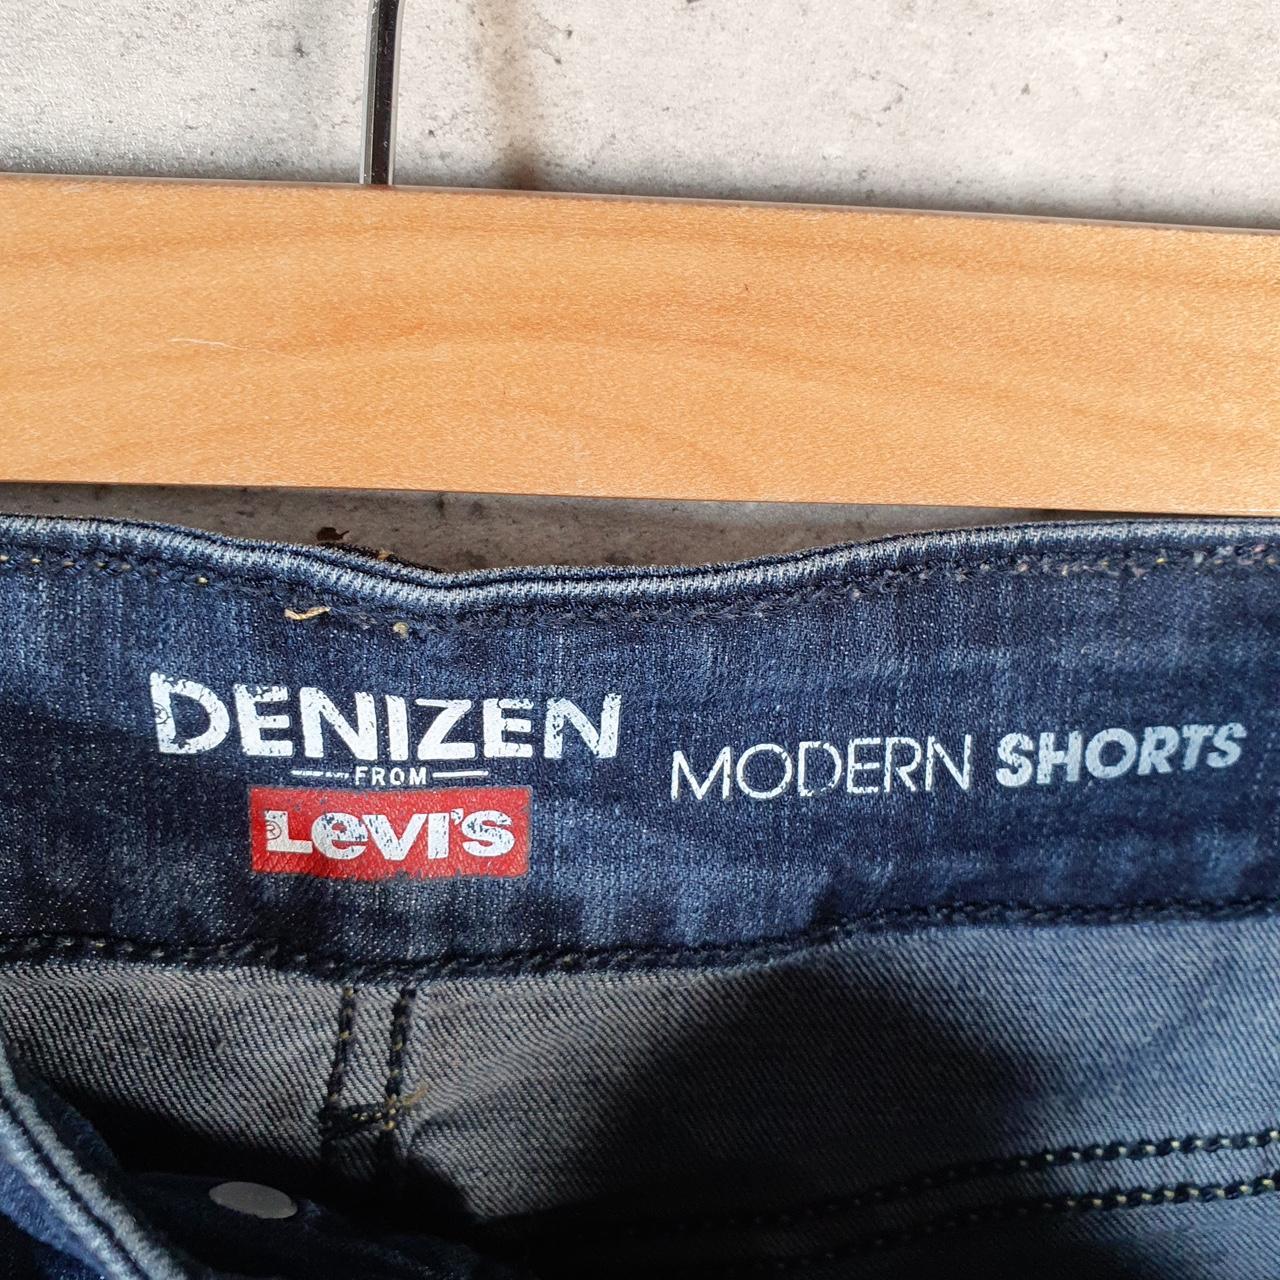 DENIZEN®
FROM
Levi's®
MODERN SHORTS